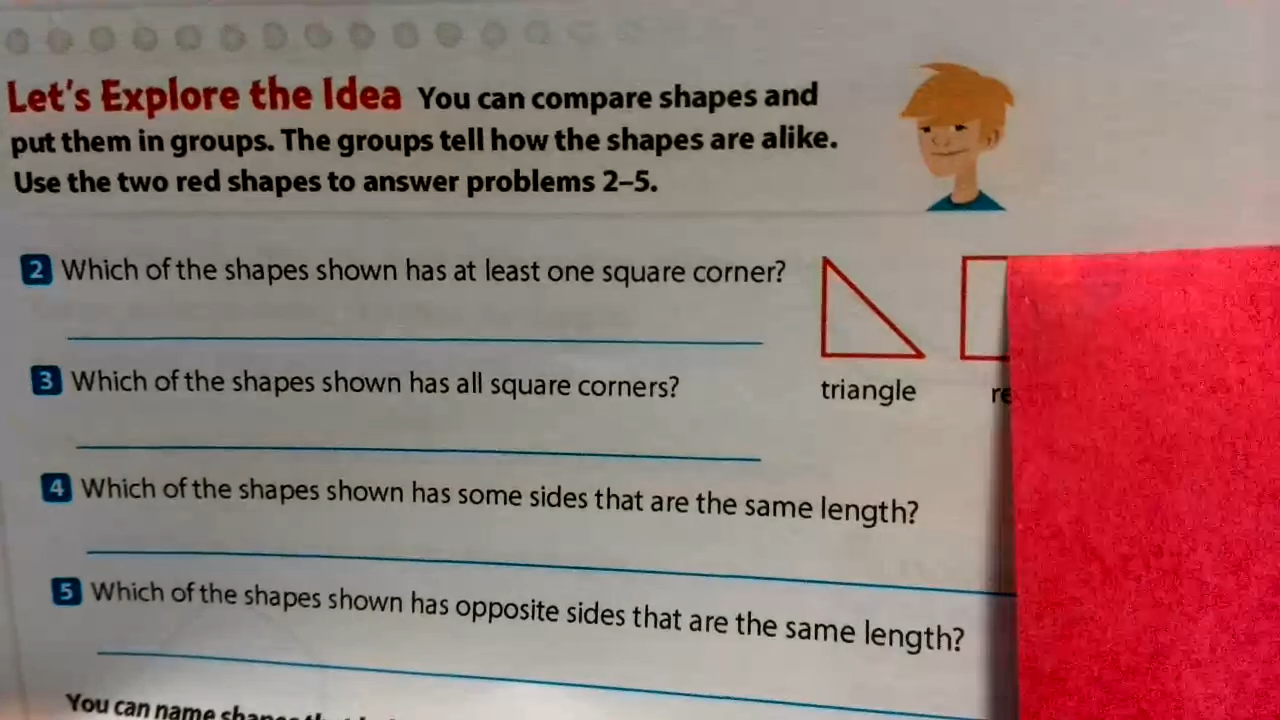 Let's Explore the Idea You can compare shapes and
put them in groups. The groups tell how the shapes are alike.
Use the two red shapes to answer problems 2–5.
2 Which of the shapes shown has at least one square corner?
triangle
3 Which of the shapes shown has all square corners?
4 Which of the shapes shown has some sides that are the same length?
5 Which of the shapes shown has opposite sides that are the same length?
You can name shapes